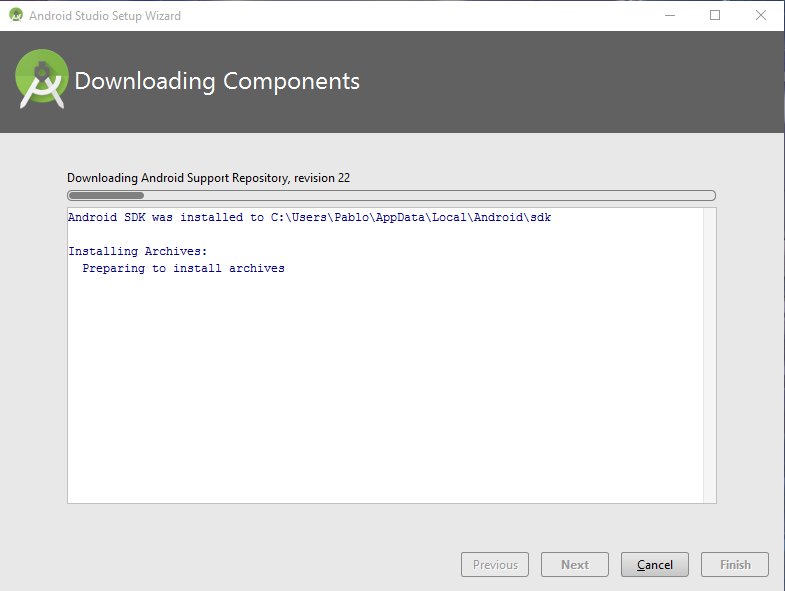 Android Studio Setup Wizard
Downloading Components
Downloading Android Support Repository, revision 22
Android SDK was installed to C:\Users\Pablo\AppData\Local\Android\sdk
Installing Archives:
Preparing to install archives
Previous
Next
Cancel
Finish